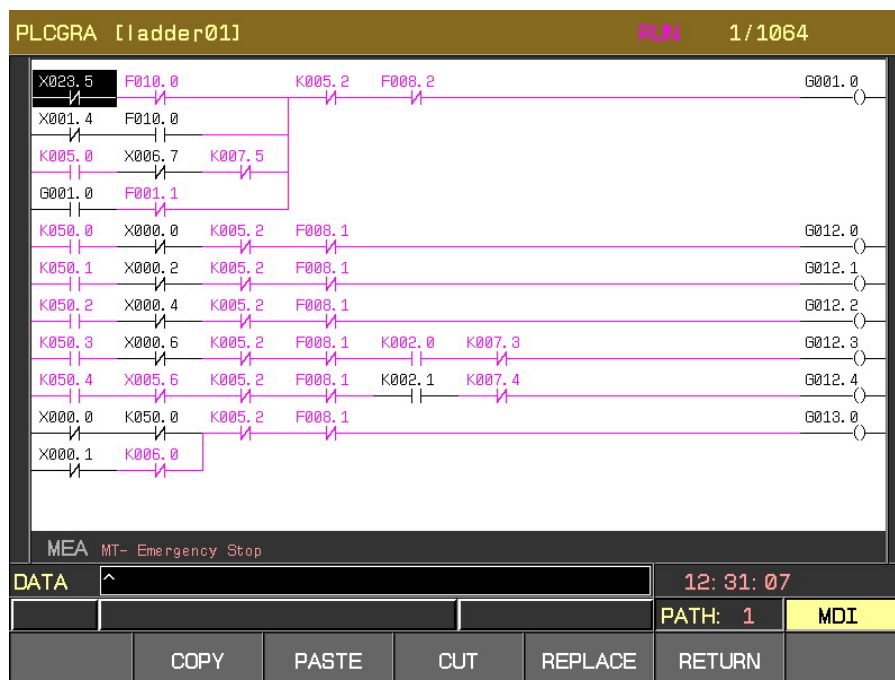 PLCGRA [ladder01] RUN 1/1064
X023.5 F010.0 K005.2 F008.2 G001.0
X001.4 F010.0
K005.0 X006.7 K007.5
G001.0 F001.1
K050.0 X000.0 K005.2 F008.1 G012.0
K050.1 X000.2 K005.2 F008.1 G012.1
K050.2 X000.4 K005.2 F008.1 G012.2
K050.3 X000.6 K005.2 F008.1 K002.0 K007.3 G012.3
K050.4 X005.6 K005.2 F008.1 K002.1 K007.4 G012.4
X000.0 K050.0 K005.2 F008.1 G013.0
X000.1 K006.0
MEA MT- Emergency Stop
DATA ^ 12:31:07
PATH: 1 MDI
COPY PASTE CUT REPLACE RETURN